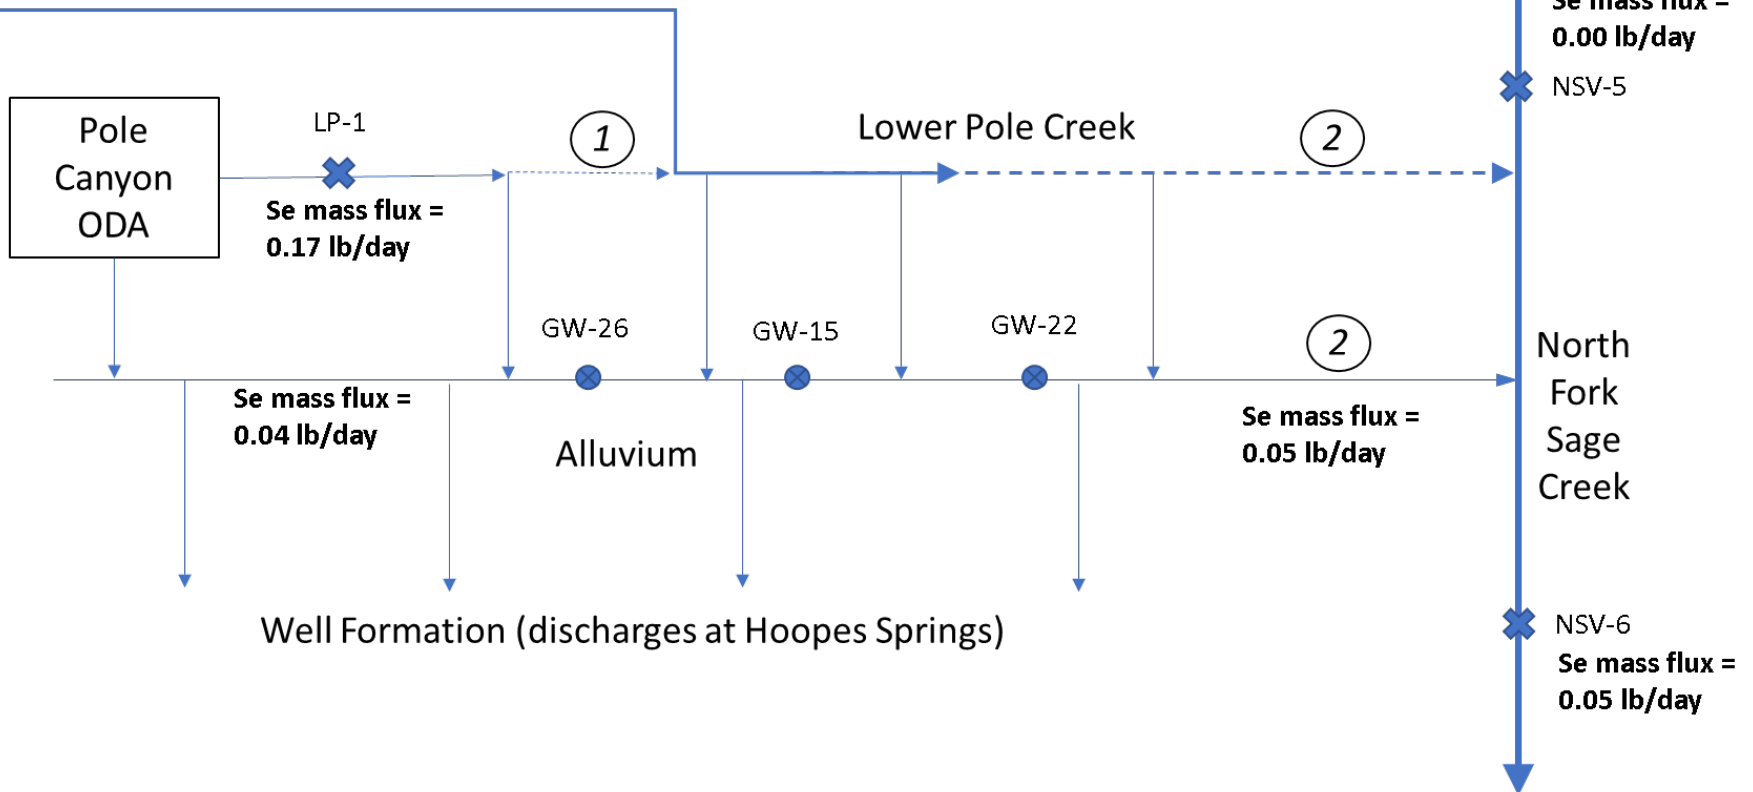 Se mass flux =
0.00 lb/day
NSV-5
Pole
Canyon
ODA
LP-1
1
Lower Pole Creek
2
Se mass flux =
0.17 lb/day
GW-26
GW-15
GW-22
2
North
Fork
Sage
Creek
Se mass flux =
0.04 lb/day
Alluvium
Se mass flux =
0.05 lb/day
Well Formation (discharges at Hoopes Springs)
NSV-6
Se mass flux =
0.05 lb/day